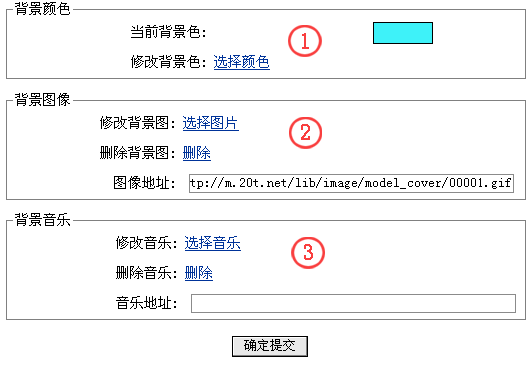 背景颜色
当前背景色:
修改背景色: 选择颜色
1
背景图像
修改背景图: 选择图片
2
删除背景图: 删除
图像地址: tp://m.20t.net/lib/image/model_cover/00001.gif
背景音乐
修改音乐: 选择音乐
3
删除音乐: 删除
音乐地址:
确定提交